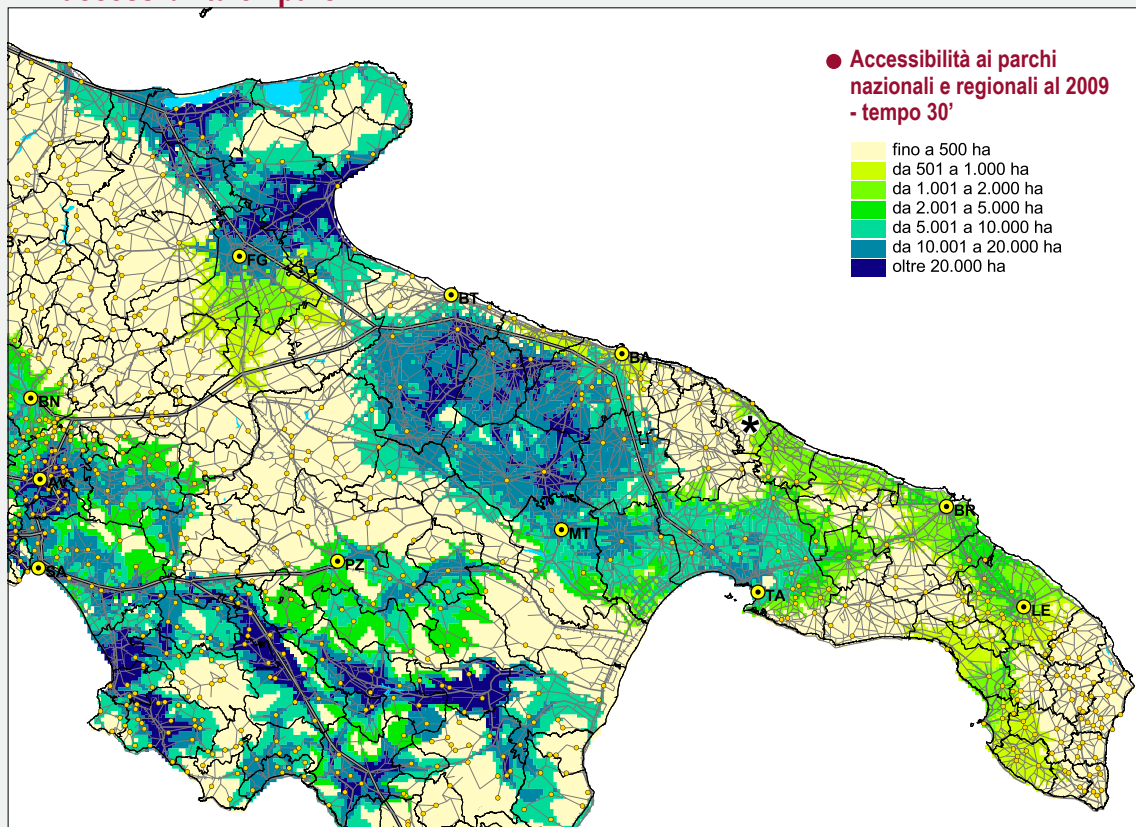 ● Accessibilità ai parchi
nazionali e regionali al 2009
- tempo 30’
fino a 500 ha
da 501 a 1.000 ha
da 1.001 a 2.000 ha
da 2.001 a 5.000 ha
da 5.001 a 10.000 ha
da 10.001 a 20.000 ha
oltre 20.000 ha
FG
BT
BA
BN
*
AV
BR
MT
SA
PZ
TA
LE